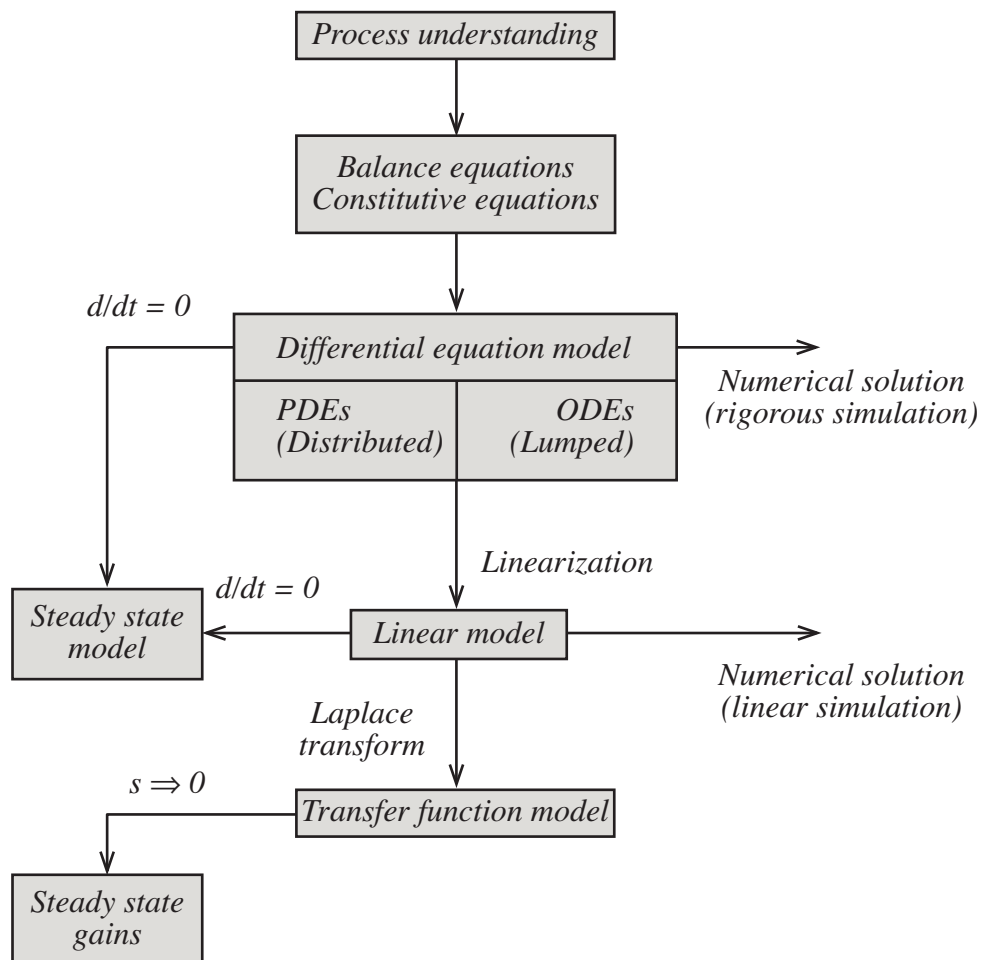 Process understanding
Balance equations
Constitutive equations
d/dt = 0
Differential equation model
Numerical solution
(rigorous simulation)
PDEs
(Distributed)
ODEs
(Lumped)
Linearization
d/dt = 0
Steady state
model
Linear model
Numerical solution
(linear simulation)
Laplace
transform
s ⇒ 0
Transfer function model
Steady state
gains